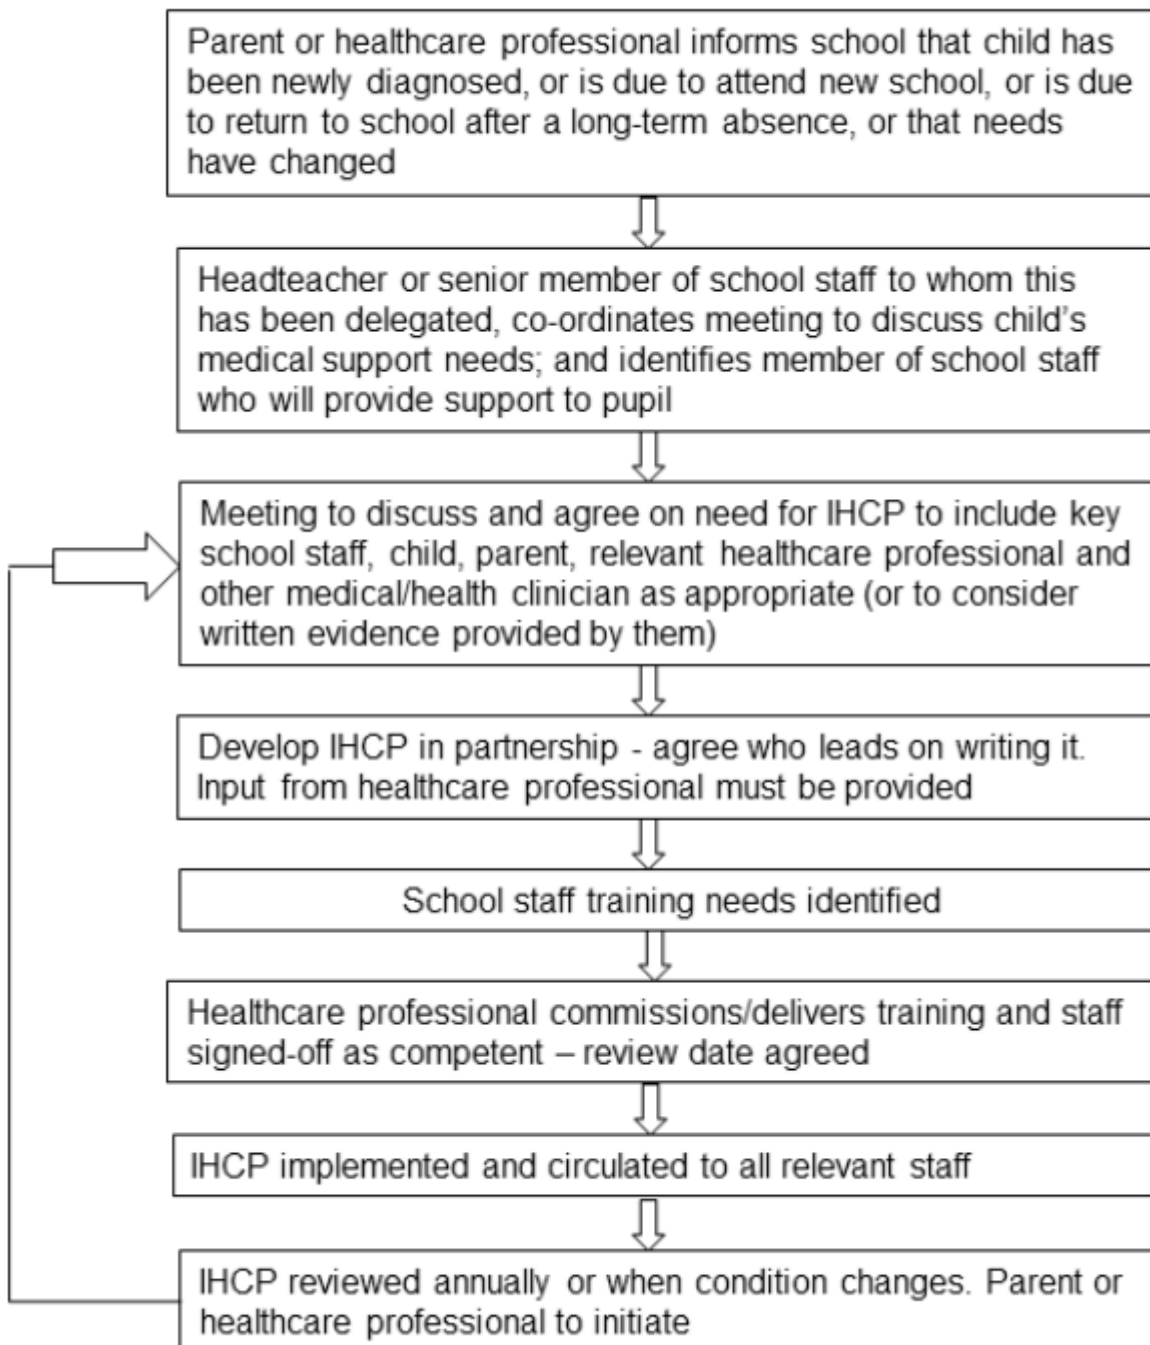 Parent or healthcare professional informs school that child has
been newly diagnosed, or is due to attend new school, or is due
to return to school after a long-term absence, or that needs
have changed
Headteacher or senior member of school staff to whom this
has been delegated, co-ordinates meeting to discuss child's
medical support needs; and identifies member of school staff
who will provide support to pupil
Meeting to discuss and agree on need for IHCP to include key
school staff, child, parent, relevant healthcare professional and
other medical/health clinician as appropriate (or to consider
written evidence provided by them)
Develop IHCP in partnership - agree who leads on writing it.
Input from healthcare professional must be provided
School staff training needs identified
Healthcare professional commissions/delivers training and staff
signed-off as competent – review date agreed
IHCP implemented and circulated to all relevant staff
IHCP reviewed annually or when condition changes. Parent or
healthcare professional to initiate